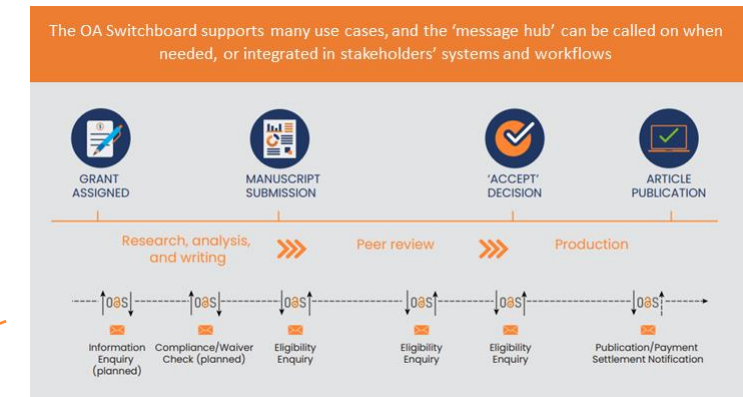 The OA Switchboard supports many use cases, and the ‘message hub’ can be called on when
needed, or integrated in stakeholders’ systems and workflows
GRANT
ASSIGNED
MANUSCRIPT
SUBMISSION
‘ACCEPT’
DECISION
ARTICLE
PUBLICATION
Research, analysis,
and writing
Peer review
Production
oas oas oas oas oas oas
Information
Enquiry
(planned)
Compliance/Waiver
Check (planned)
Eligibility
Enquiry
Eligibility
Enquiry
Eligibility
Enquiry
Publication/Payment
Settlement Notification